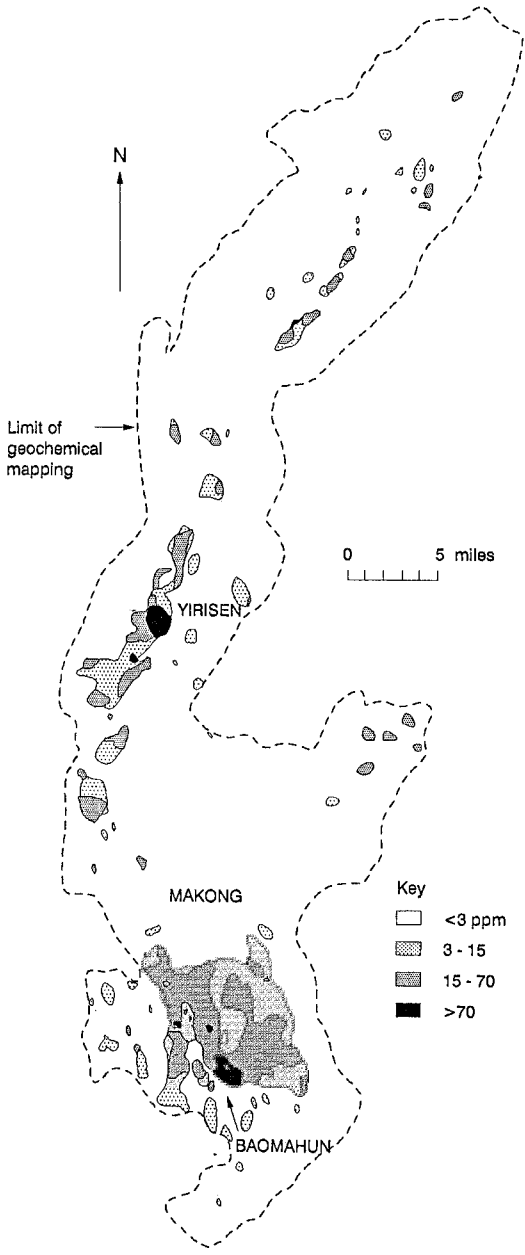 N
Limit of
geochemical
mapping
0 5 miles
YIRISEN
MAKONG
Key
<3 ppm
3 - 15
15 - 70
>70
BAOMAHUN